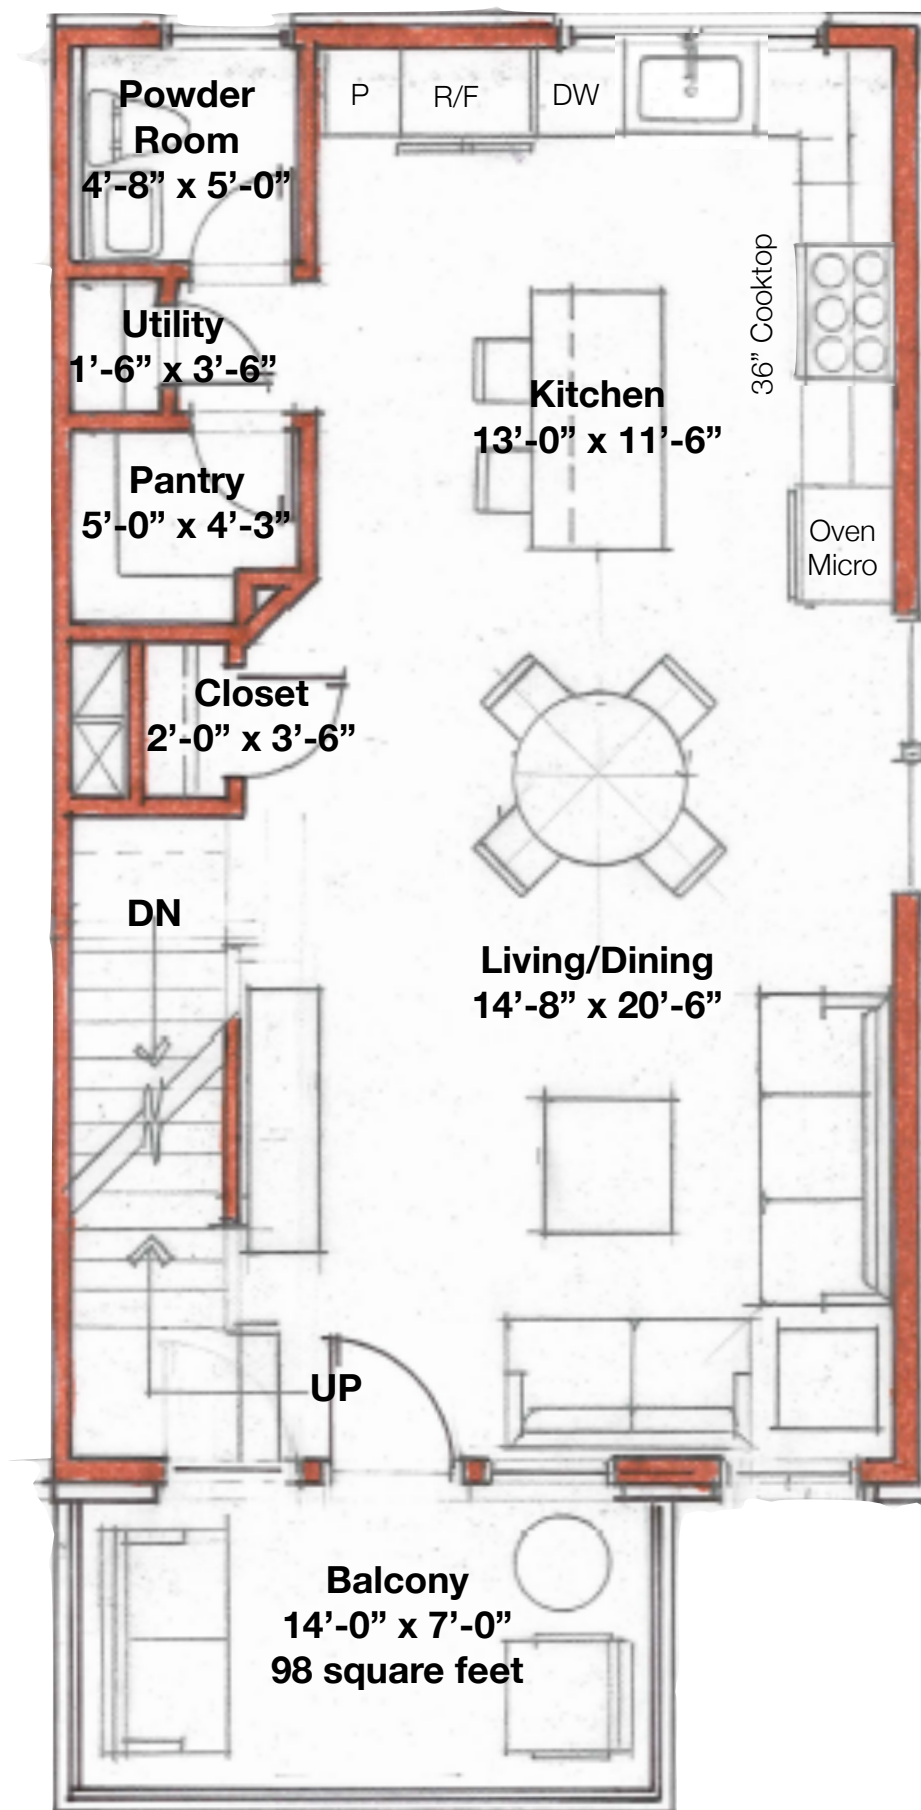 Powder
Room
4’-8” x 5’-0”
P
R/F
DW
36” Cooktop
Utility
1’-6” x 3’-6”
Kitchen
13’-0” x 11’-6”
Pantry
5’-0” x 4’-3”
Oven
Micro
Closet
2’-0” x 3’-6”
DN
Living/Dining
14’-8” x 20’-6”
UP
Balcony
14’-0” x 7’-0”
98 square feet